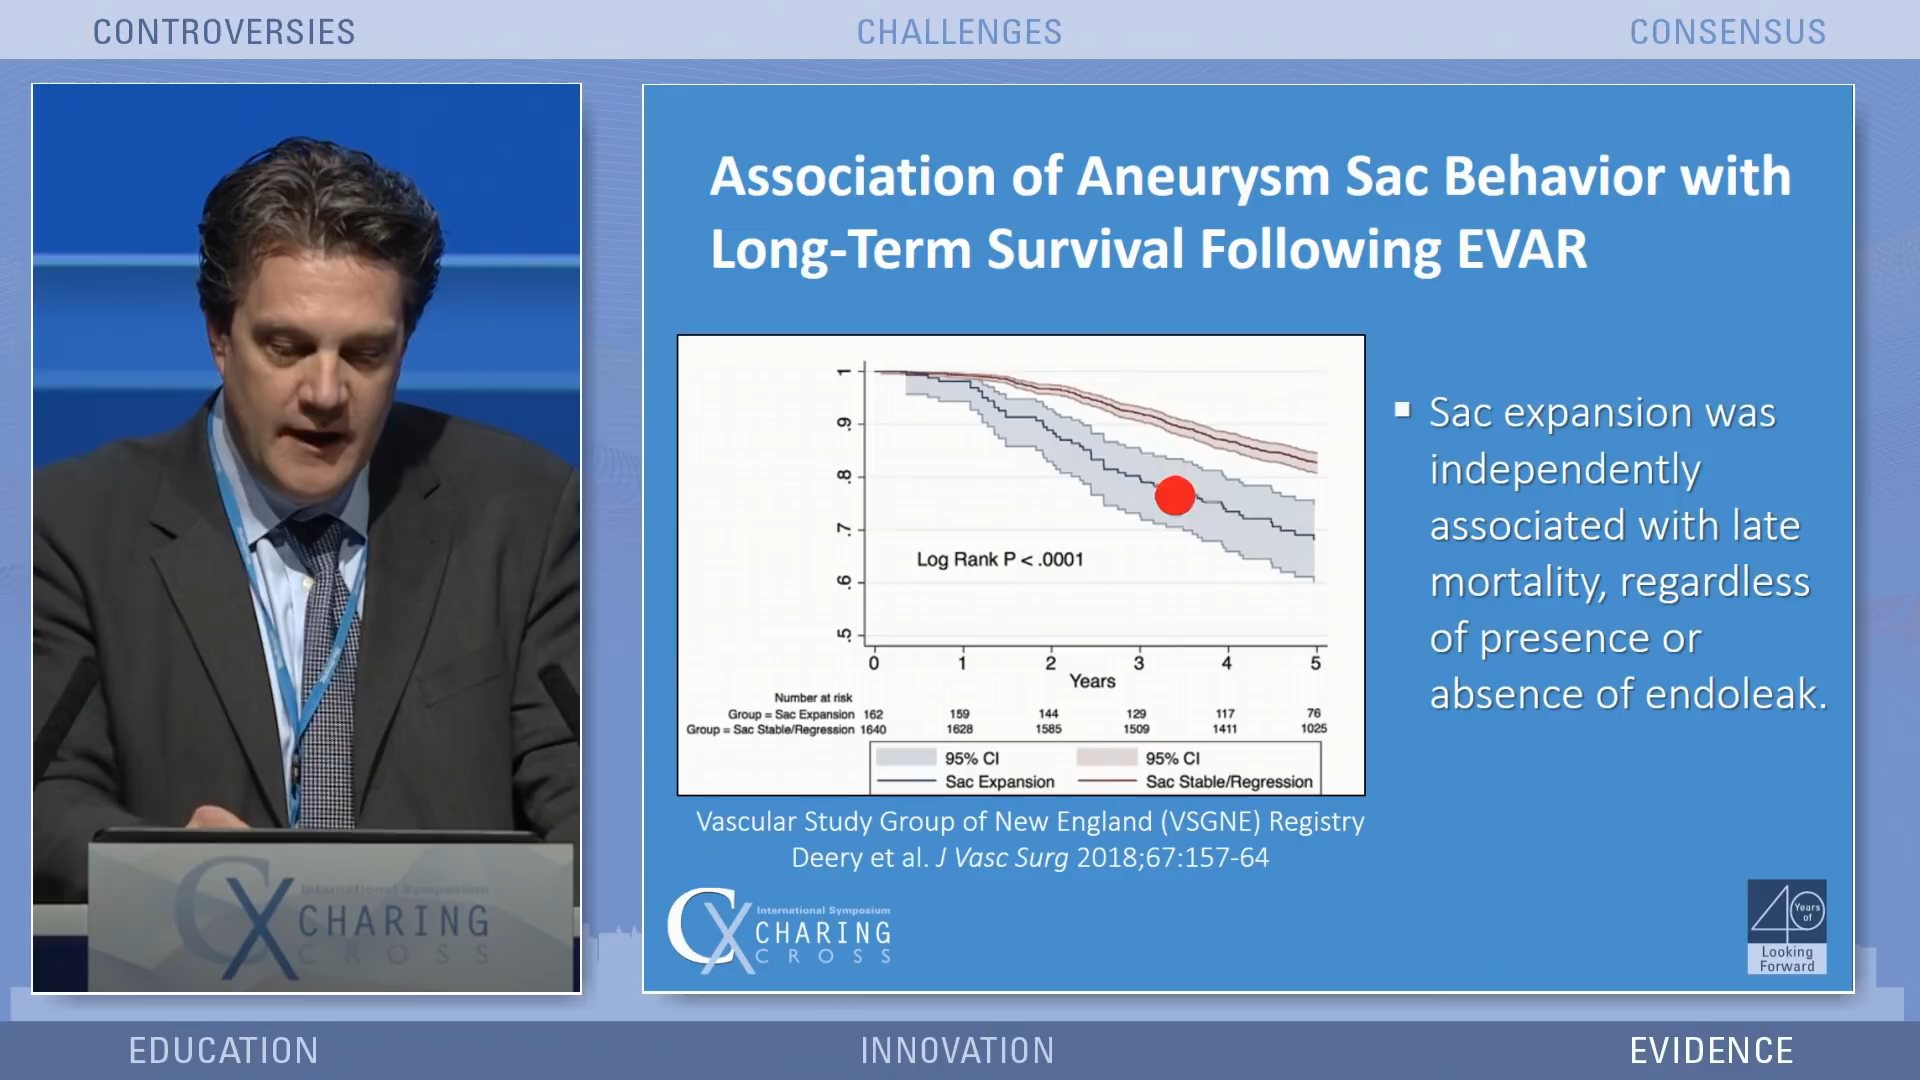 CONTROVERSIES CHALLENGES CONSENSUS
Association of Aneurysm Sac Behavior with
Long-Term Survival Following EVAR
1
.9
.8
.7
.6
.5
Log Rank P < .0001
0 1 2 3 4 5
Years
Number at risk
Group = Sac Expansion 162 159 144 129 117 76
Group = Sac Stable/Regression 1640 1628 1585 1509 1411 1025
95% CI 95% CI
Sac Expansion Sac Stable/Regression
Vascular Study Group of New England (VSGNE) Registry
Deery et al. J Vasc Surg 2018;67:157-64
▪ Sac expansion was
independently
associated with late
mortality, regardless
of presence or
absence of endoleak.
CX
International Symposium
CHARING
CROSS
CX
International Symposium
CHARING
CROSS
40
Years
of
Looking
Forward
EDUCATION INNOVATION EVIDENCE